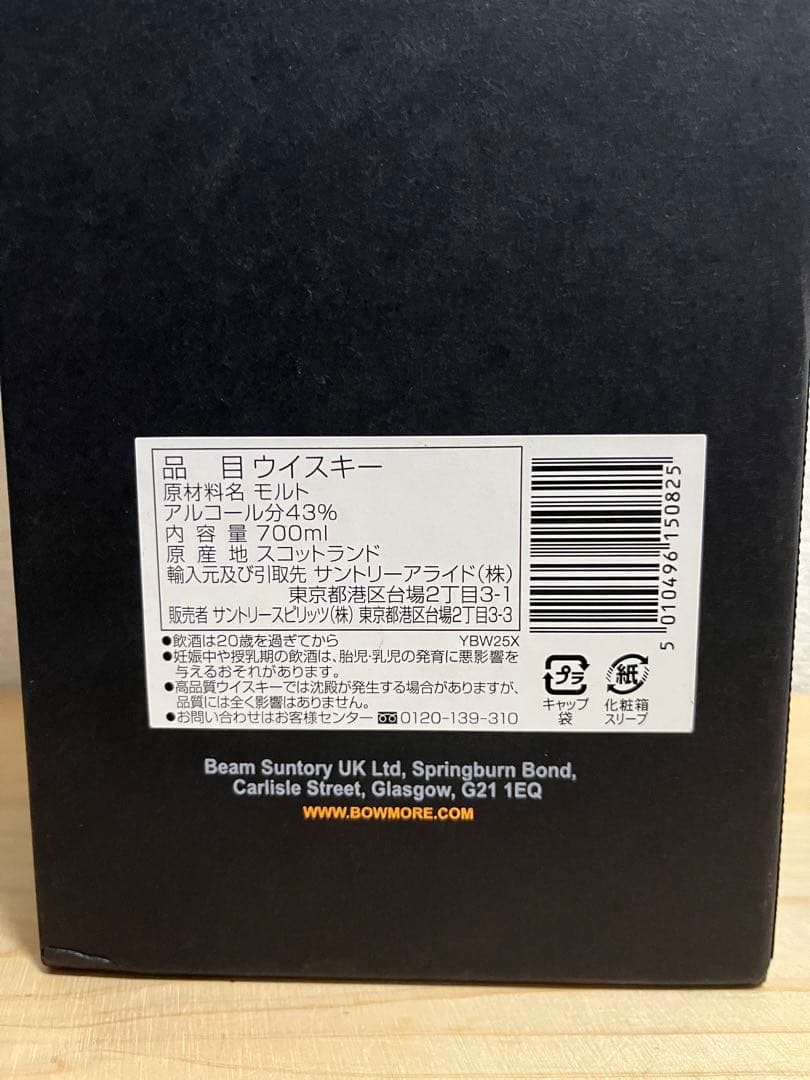 品 目 ウイスキー
原材料名 モルト
アルコール分43%
内 容 量 700ml
原 産 地 スコットランド
輸入元及び引取先 サントリーアライド(株)
東京都港区台場2丁目3-1
販売者 サントリースピリッツ(株) 東京都港区台場2丁目3-3
●飲酒は20歳を過ぎてから YBW25X
●妊娠中や授乳期の飲酒は、胎児・乳児の発育に悪影響を
与えるおそれがあります。
●高品質ウイスキーでは沈殿が発生する場合がありますが、
品質には全く影響はありません。
●お問い合わせはお客様センター 0120-139-310
5 010496 150825
プラ
キャップ
袋
紙
化粧箱
スリーブ
Beam Suntory UK Ltd, Springburn Bond,
Carlisle Street, Glasgow, G21 1EQ
WWW.BOWMORE.COM